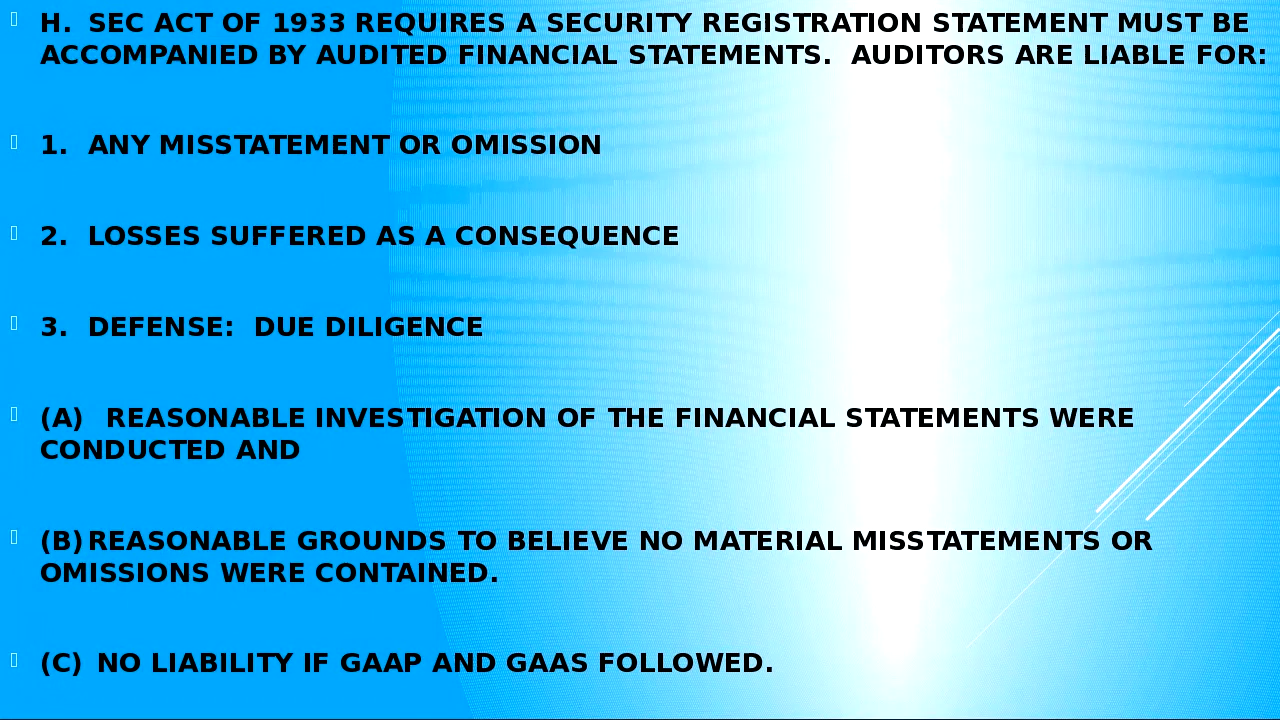 H. SEC ACT OF 1933 REQUIRES A SECURITY REGISTRATION STATEMENT MUST BE
ACCOMPANIED BY AUDITED FINANCIAL STATEMENTS. AUDITORS ARE LIABLE FOR:
1. ANY MISSTATEMENT OR OMISSION
2. LOSSES SUFFERED AS A CONSEQUENCE
3. DEFENSE: DUE DILIGENCE
(A) REASONABLE INVESTIGATION OF THE FINANCIAL STATEMENTS WERE
CONDUCTED AND
(B) REASONABLE GROUNDS TO BELIEVE NO MATERIAL MISSTATEMENTS OR
OMISSIONS WERE CONTAINED.
(C) NO LIABILITY IF GAAP AND GAAS FOLLOWED.